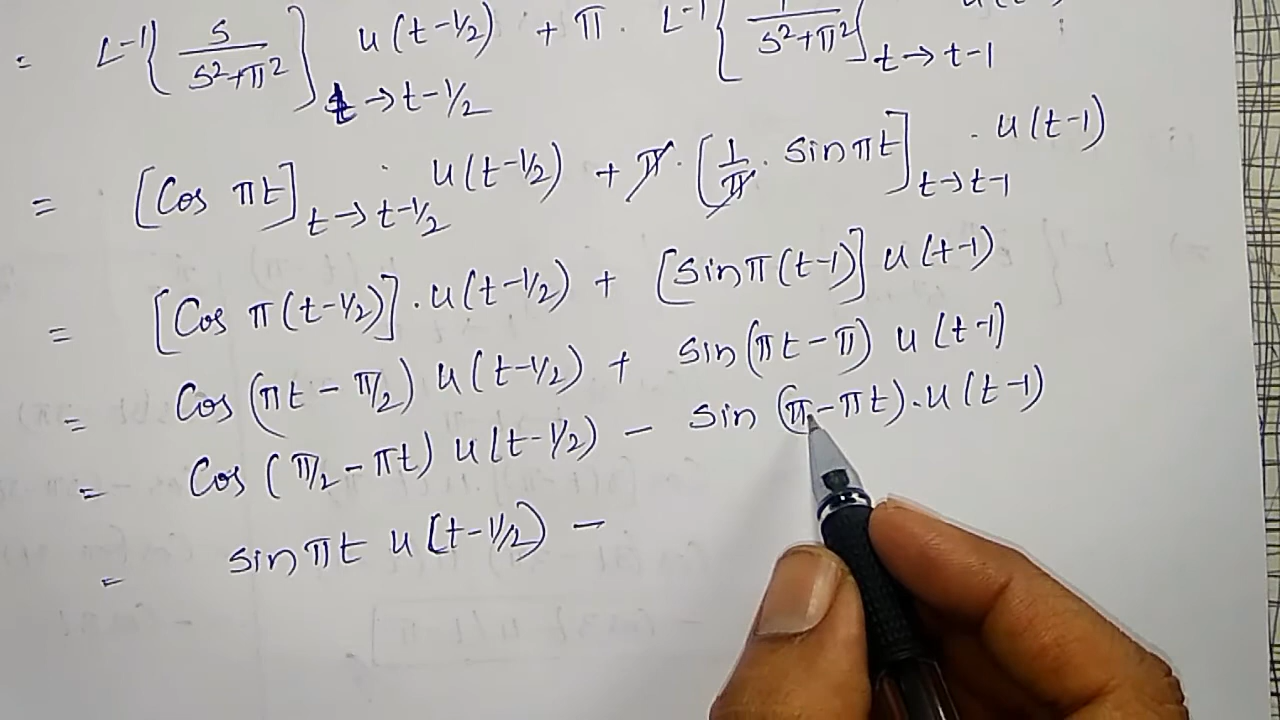 = L⁻¹{s/(s²+π²)}_{t→t-1/2} u(t-1/2) + π · L⁻¹{1/(s²+π²)}_{t→t-1}
= [Cos πt]_{t→t-1/2} · u(t-1/2) + π · [1/π · sin πt]_{t→t-1} · u(t-1)
= [Cos π(t-1/2)] · u(t-1/2) + [sin π(t-1)] u(t-1)
= Cos (πt - π/2) u(t-1/2) + sin(πt - π) u(t-1)
= Cos (π/2 - πt) u(t-1/2) - sin (π-πt) · u(t-1)
= sin πt u(t-1/2) -